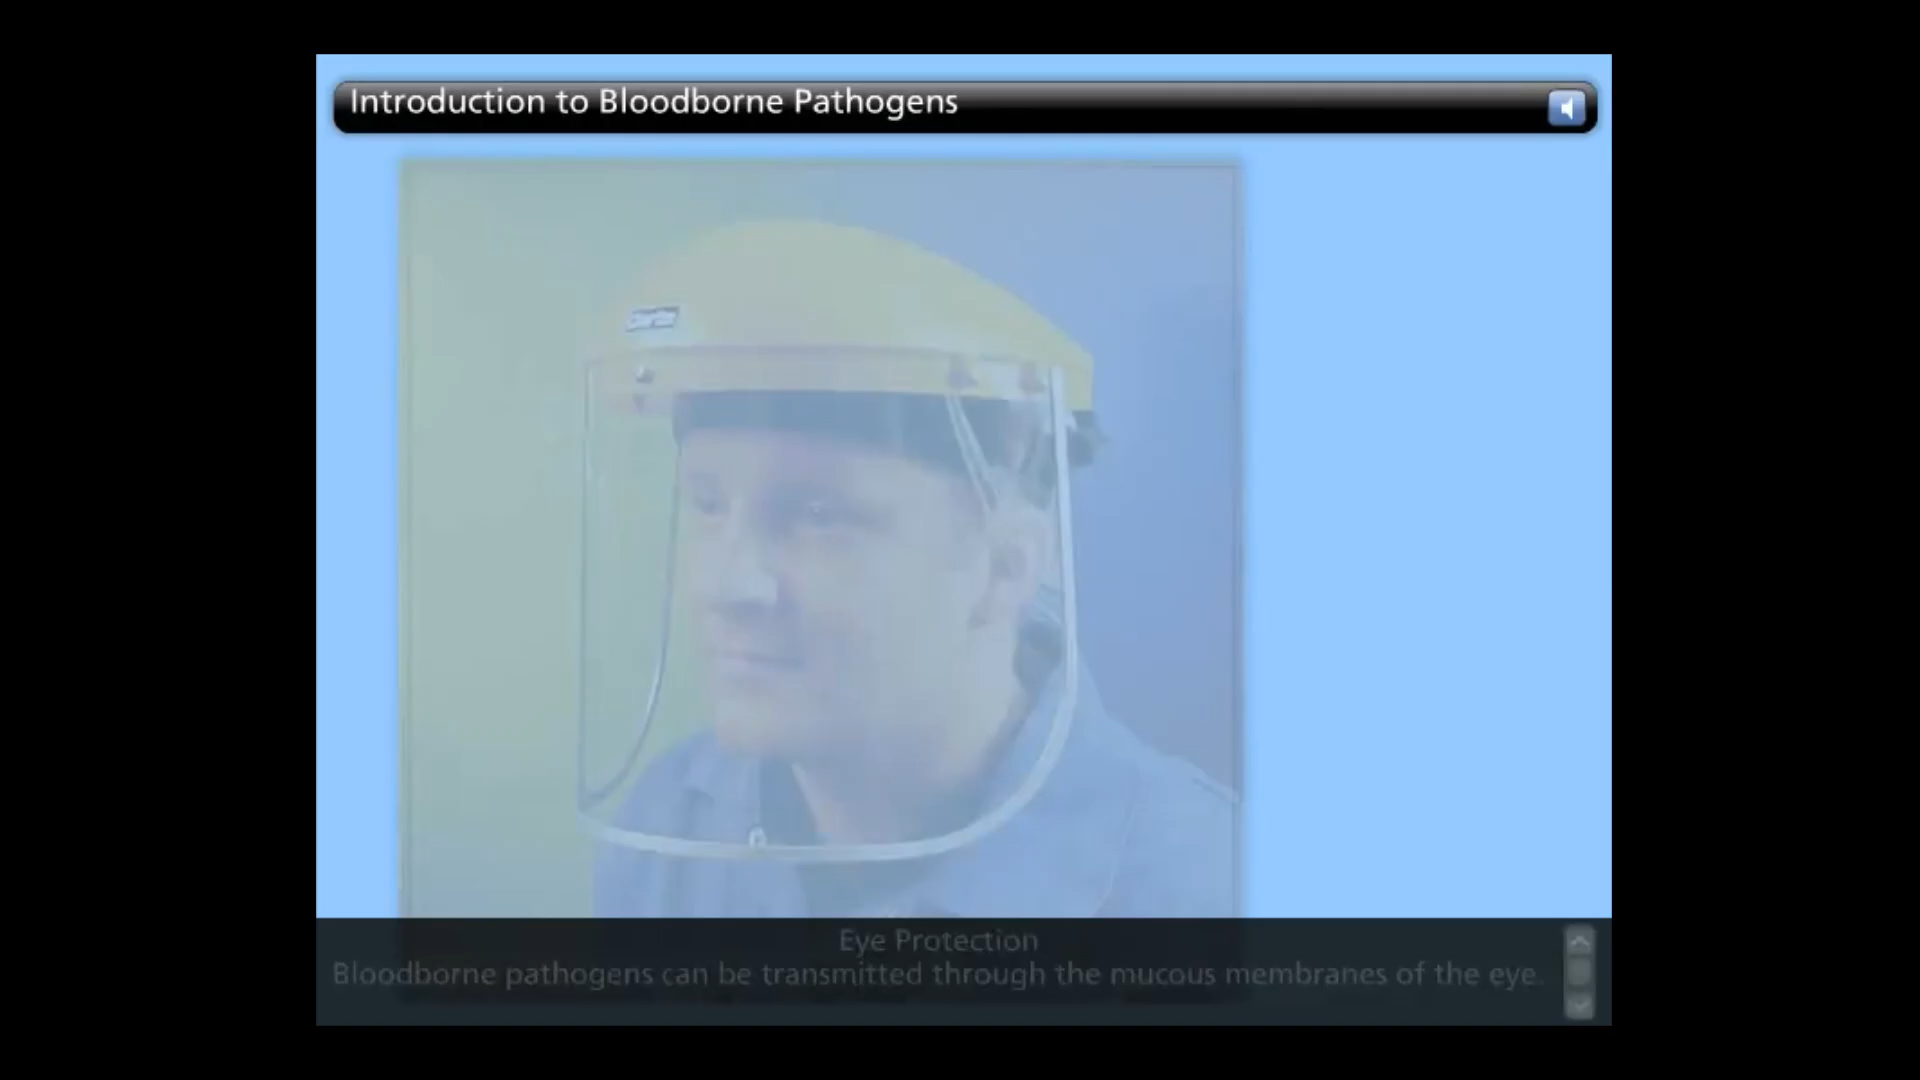 Introduction to Bloodborne Pathogens
Eye Protection
Bloodborne pathogens can be transmitted through the mucous membranes of the eye.